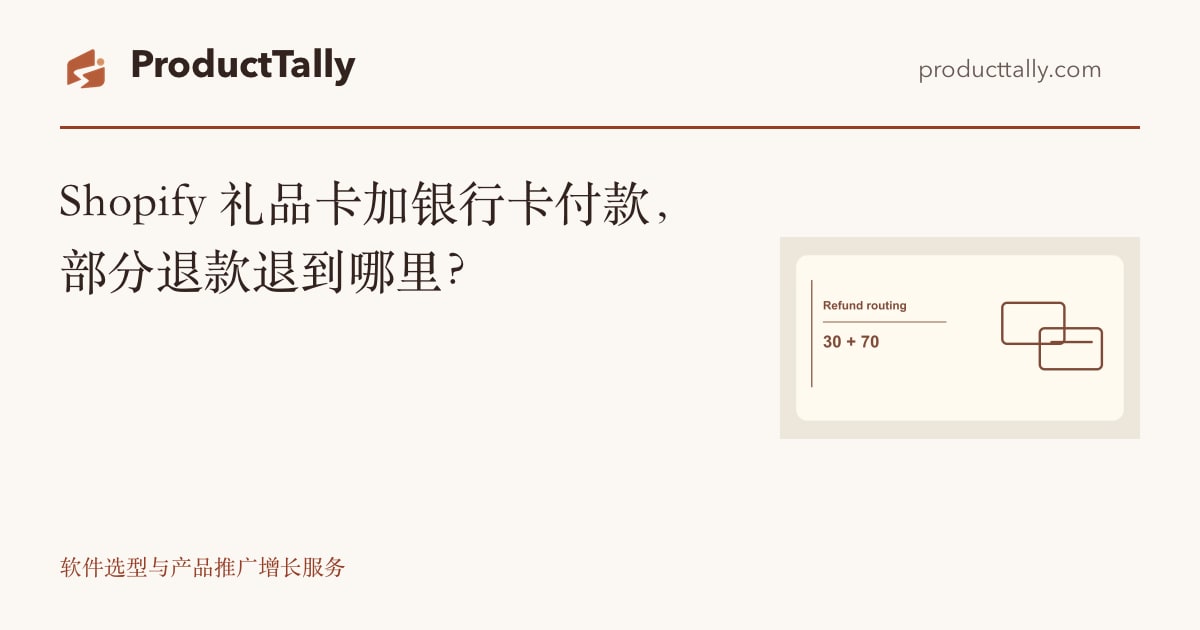 ProductTally
producttally.com
Shopify 礼品卡加银行卡付款，
部分退款退到哪里？
Refund routing
30 + 70
软件选型与产品推广增长服务